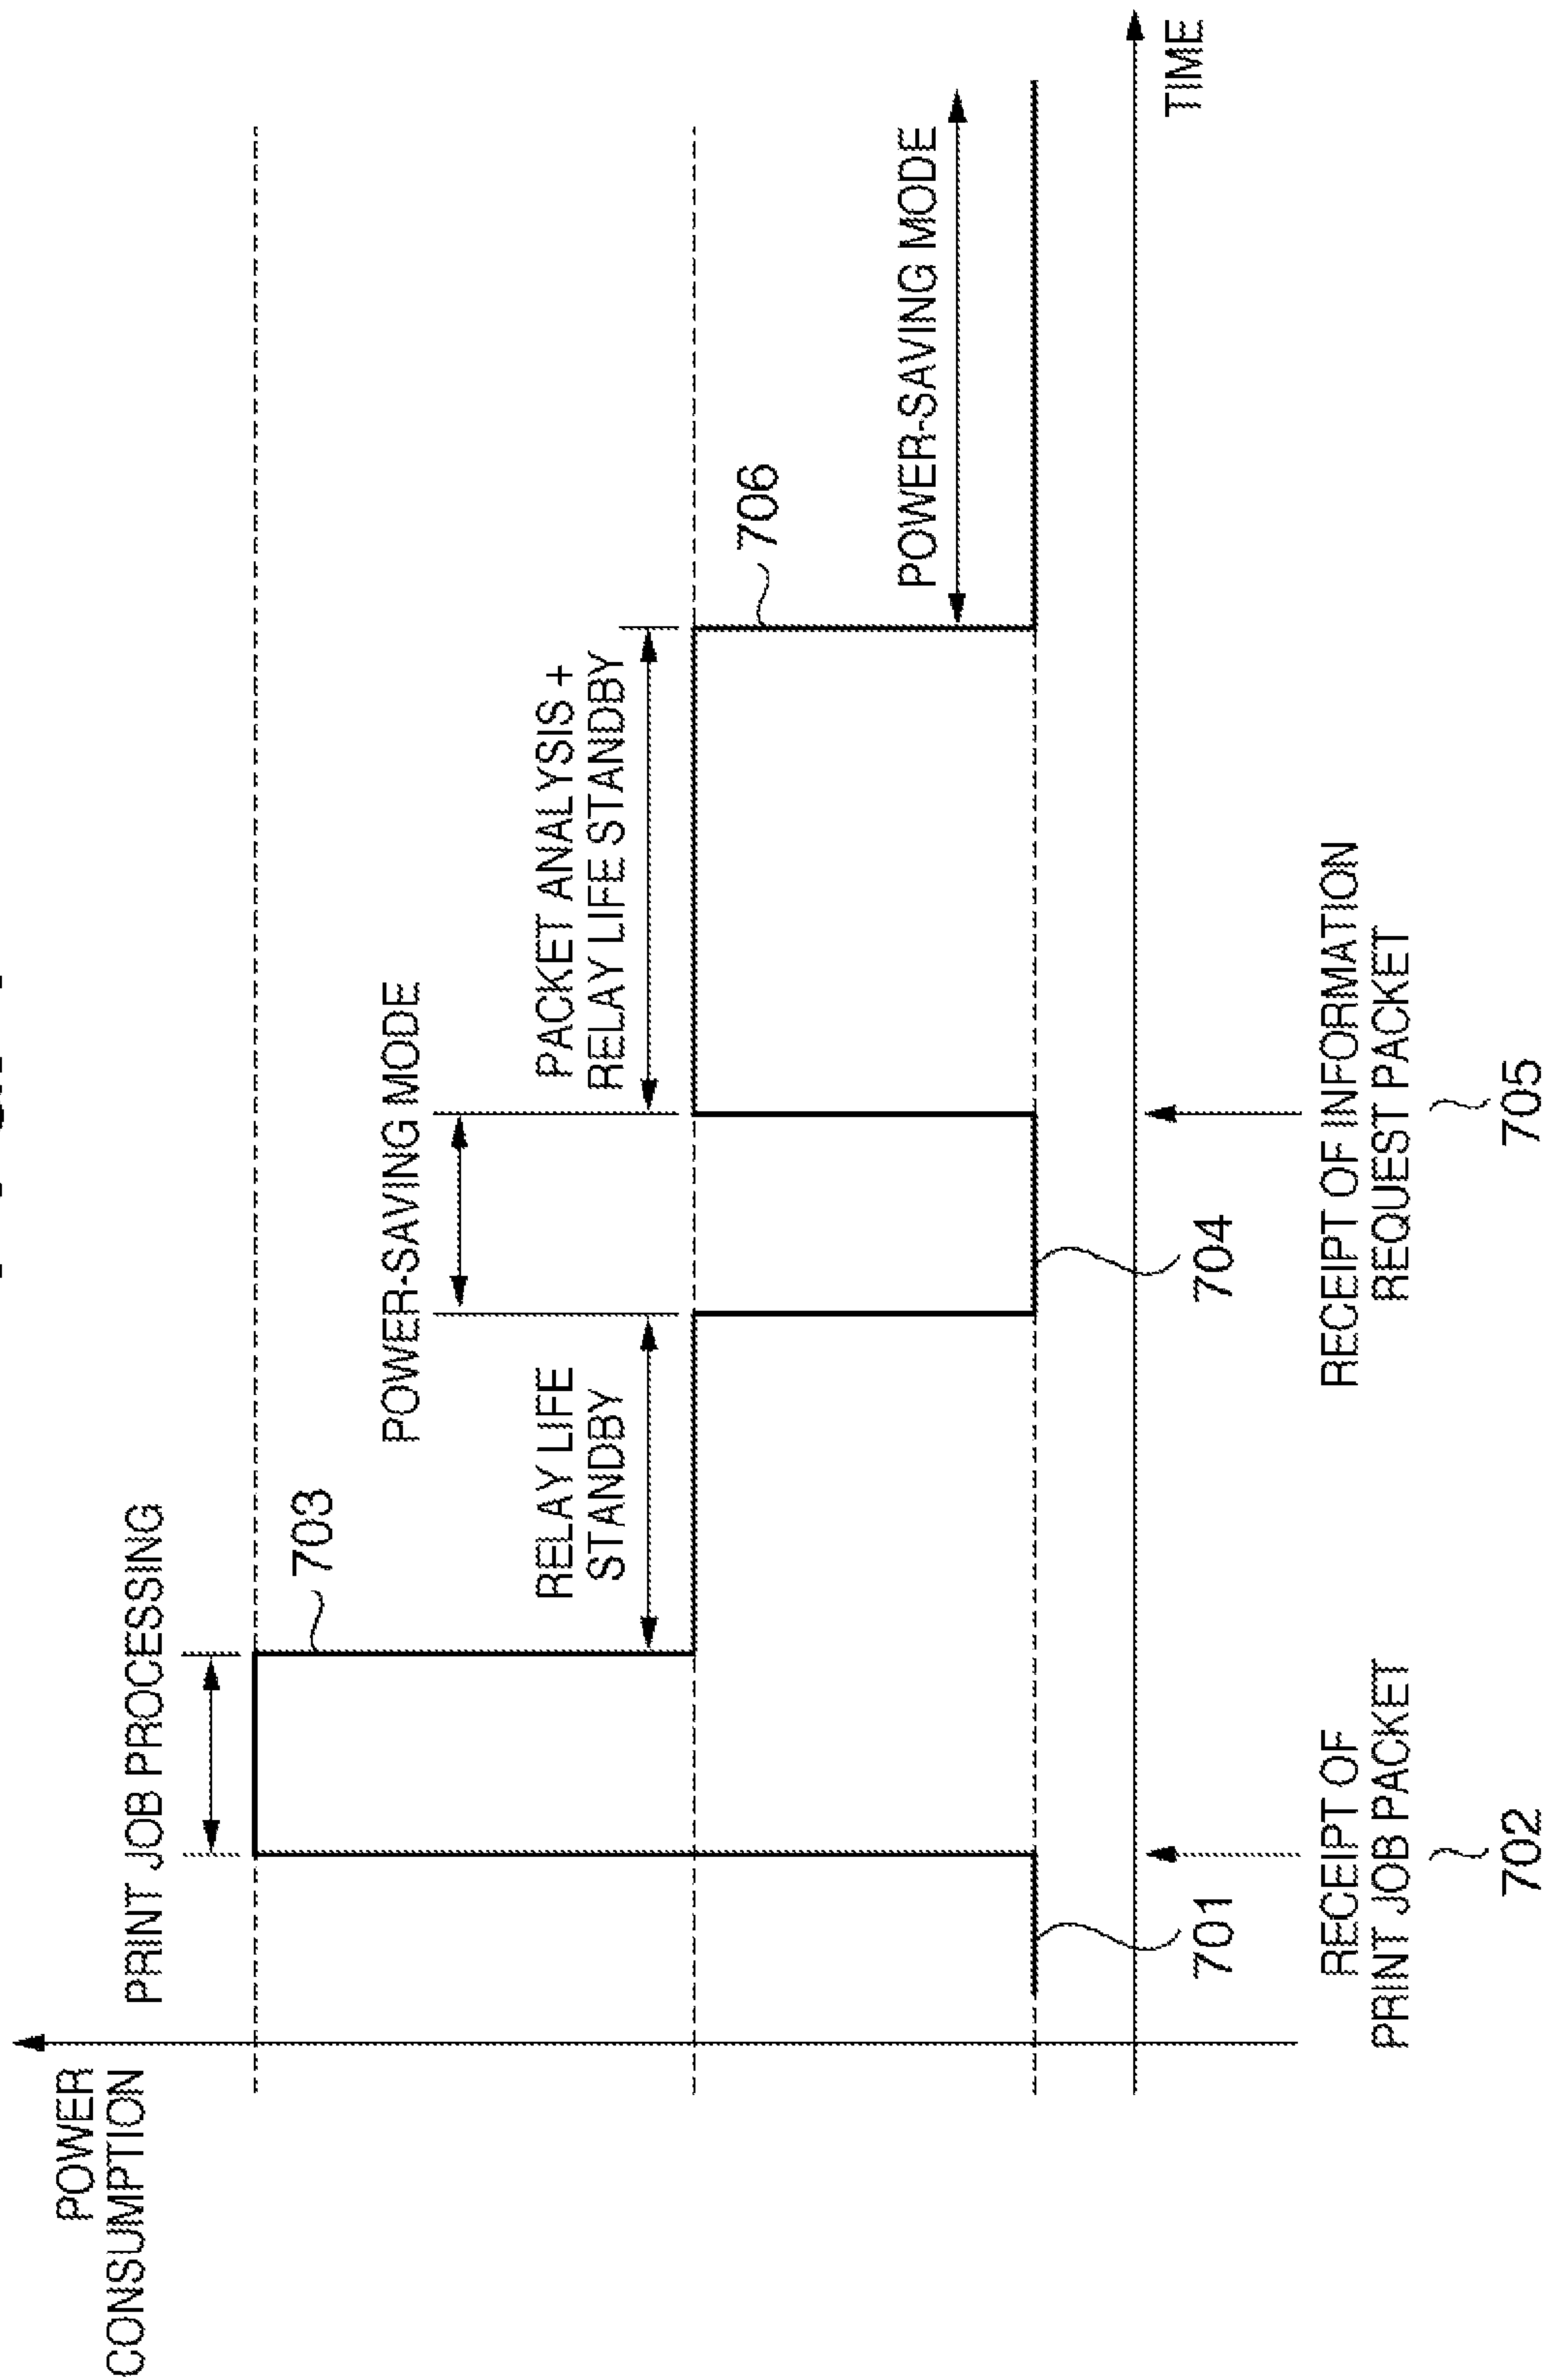 POWER
CONSUMPTION
PRINT JOB PROCESSING
703
POWER-SAVING MODE
RELAY LIFE
STANDBY
PACKET ANALYSIS +
RELAY LIFE STANDBY
706
POWER-SAVING MODE
701
704
TIME
RECEIPT OF
PRINT JOB PACKET
702
RECEIPT OF INFORMATION
REQUEST PACKET
705